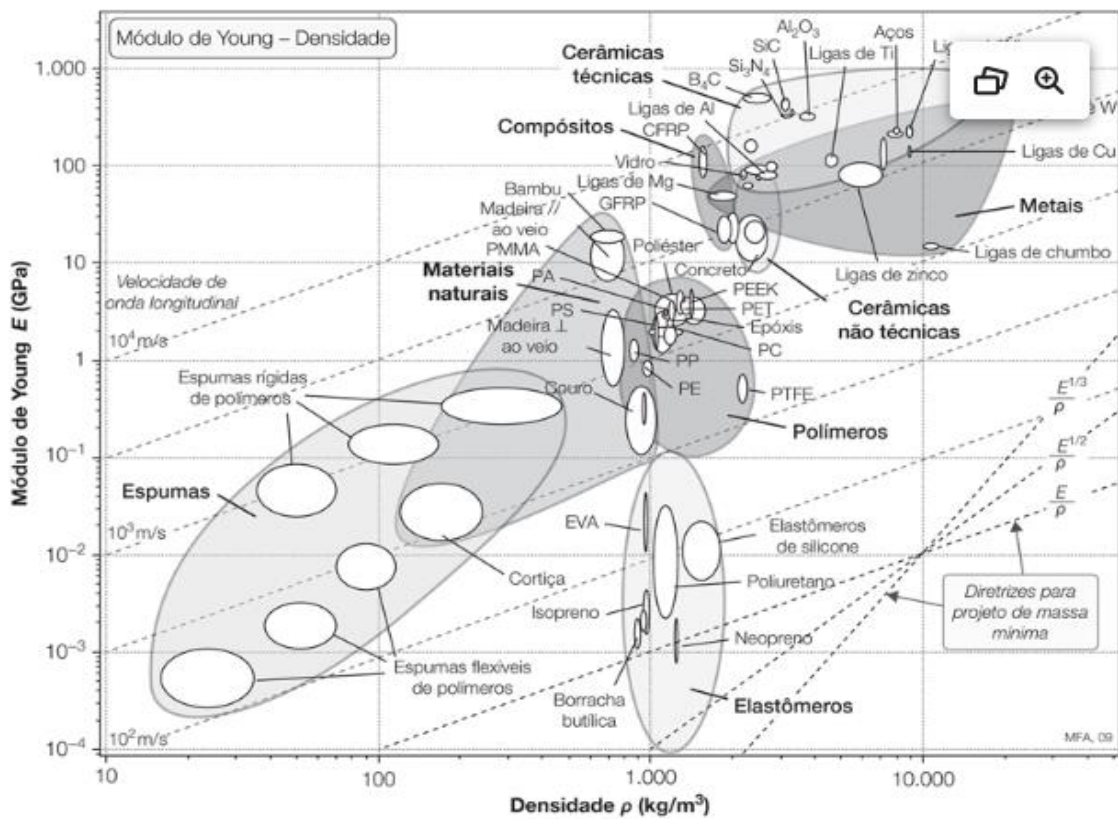 Módulo de Young – Densidade
Módulo de Young E (GPa)
1.000
100
10
1
10⁻¹
10⁻²
10⁻³
10⁻⁴
Cerâmicas
técnicas
Al₂O₃
SiC
Si₃N₄
B₄C
Aços
Ligas de Ti
W
Ligas de Al
Compósitos
CFRP
Vidro
Ligas de Mg
GFRP
Ligas de Cu
Metais
Ligas de chumbo
Ligas de zinco
Bambu
Madeira //
ao veio
PMMA
Poliéster
Concreto
Materiais
naturais
PA
PEEK
PET
PS
Epóxis
PC
Cerâmicas
não técnicas
Madeira ⊥
ao veio
PP
PE
Couro
PTFE
Polímeros
Velocidade de
onda longitudinal
10⁴ m/s
10³ m/s
10² m/s
Espumas rígidas
de polímeros
Espumas
Cortiça
Espumas flexíveis
de polímeros
EVA
Elastômeros
de silicone
Poliuretano
Isopreno
Neopreno
Borracha
butílica
Elastômeros
E^1/3
ρ
E^1/2
ρ
E
ρ
Diretrizes para
projeto de massa
mínima
MFA, 09
10 100 1.000 10.000
Densidade ρ (kg/m³)